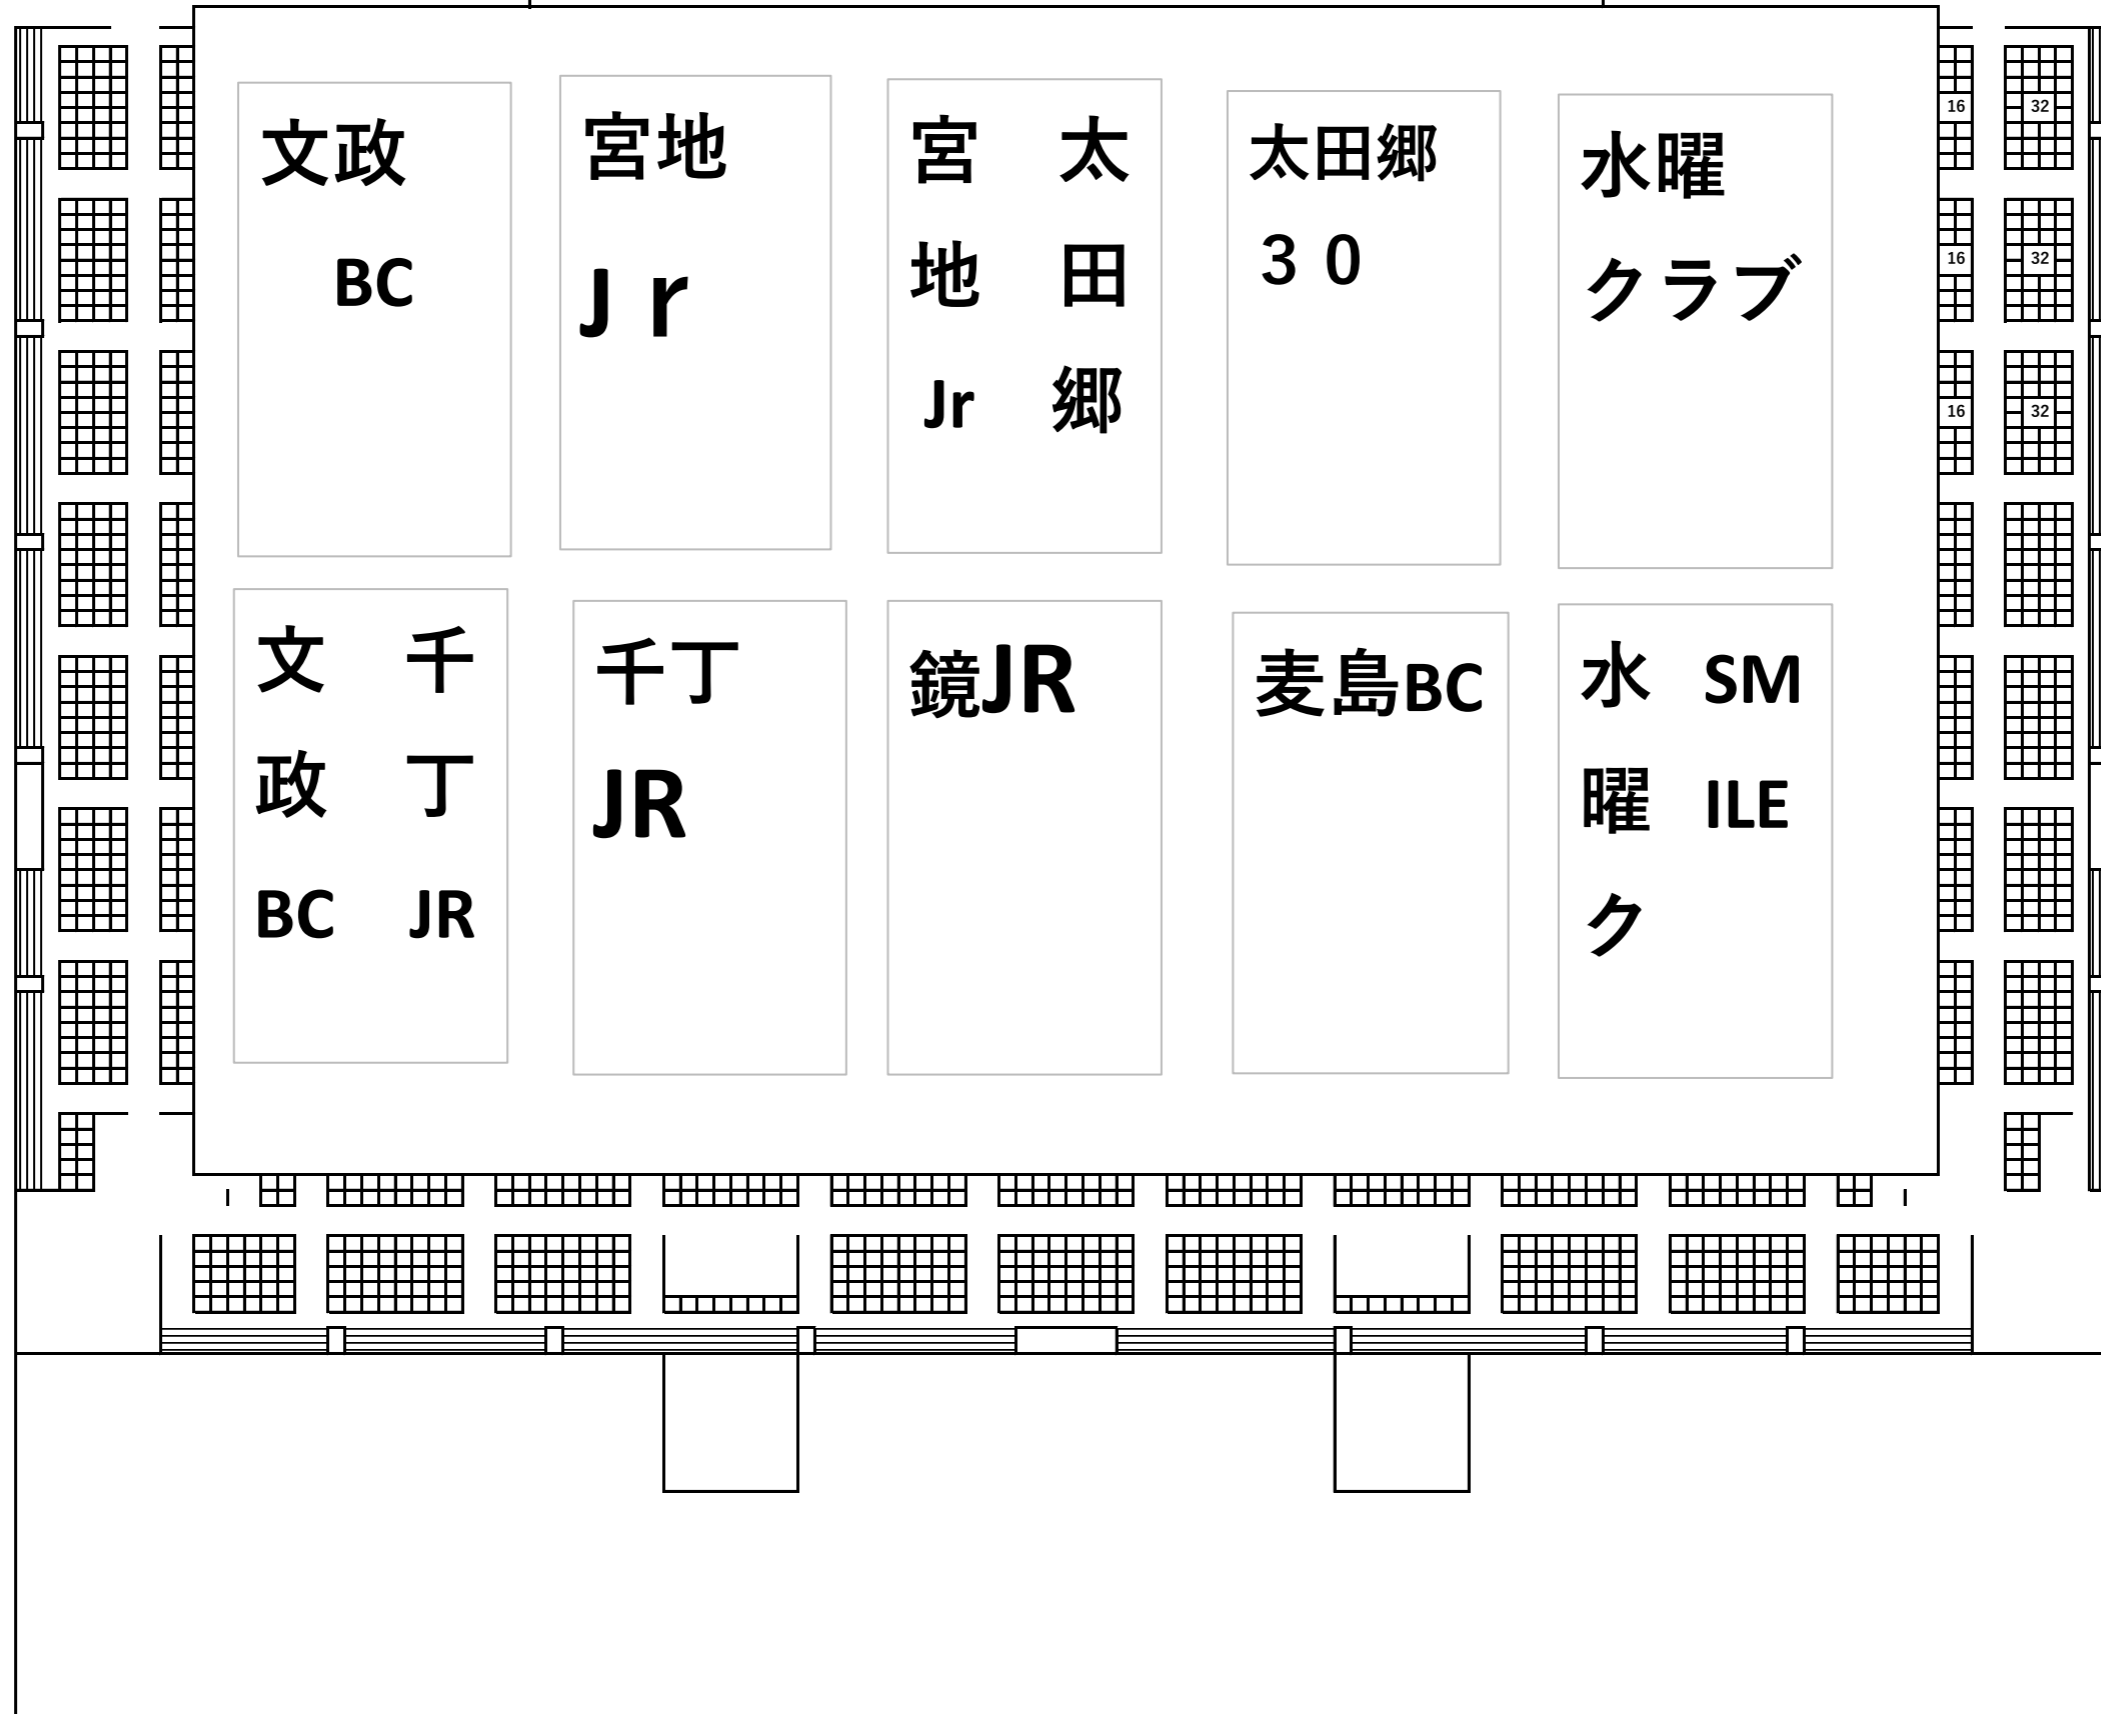 文政
BC
宮地
Ｊｒ
宮 太
地 田
Jr 郷
太田郷
３０
水曜
クラブ
文 千
政 丁
BC JR
千丁
JR
鏡JR
麦島BC
水 SM
曜 ILE
ク
16 32
16 32
16 32